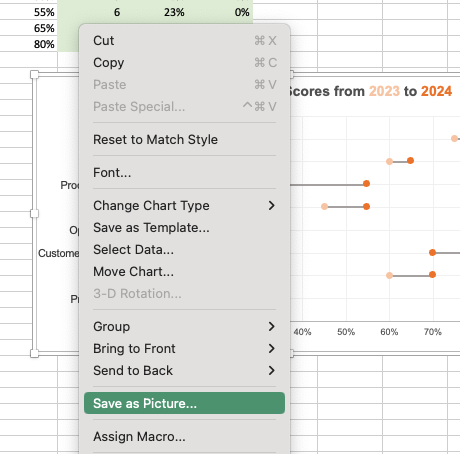 55% 6 23% 0%
65%
80%
Cut ⌘ X
Copy ⌘ C
Paste ⌘ V
Paste Special... ^⌘ V
Reset to Match Style
Font...
Change Chart Type >
Save as Template...
Select Data...
Move Chart...
3-D Rotation...
Group >
Bring to Front >
Send to Back >
Save as Picture...
Assign Macro...
Scores from 2023 to 2024
Proc
Op
Custome
Pr
40% 50% 60% 70%